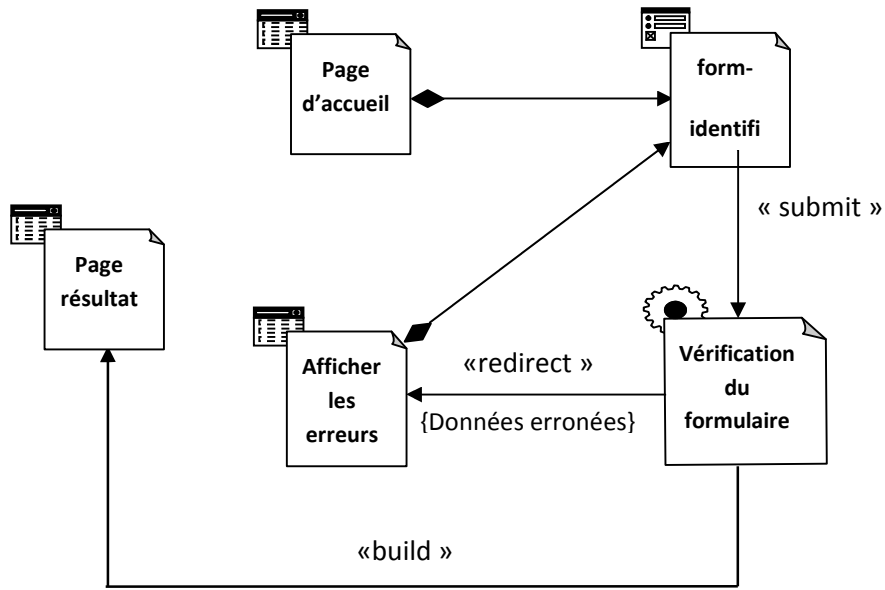 Page
d'accueil
form-
identifi
« submit »
Page
résultat
Afficher
les
erreurs
«redirect »
{Données erronées}
Vérification
du
formulaire
«build »